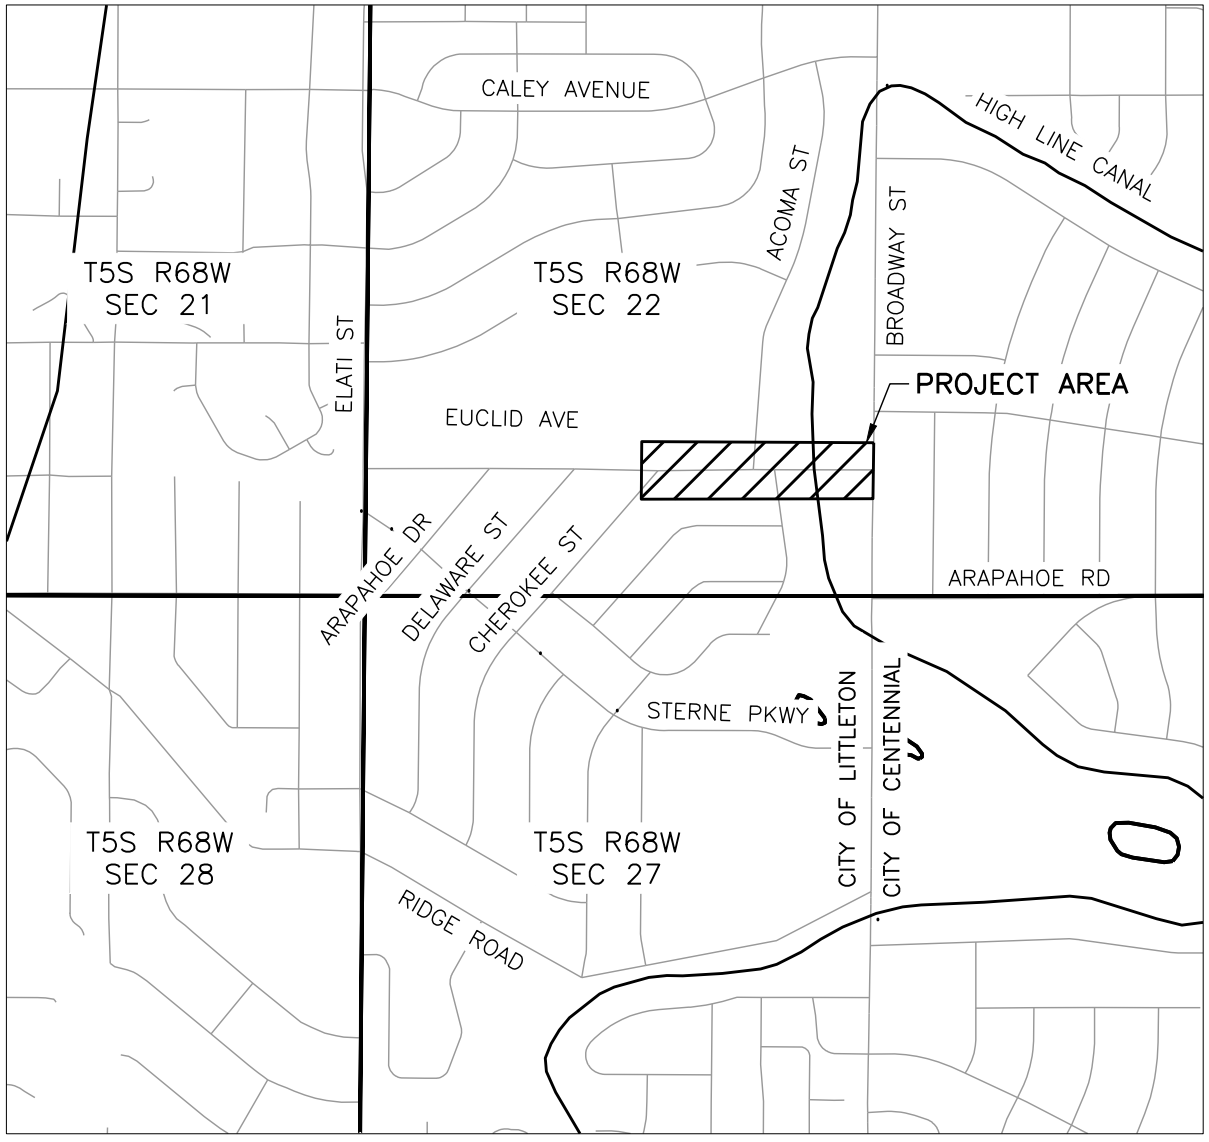 CALEY AVENUE
HIGH LINE CANAL
ACOMA ST
BROADWAY ST
T5S R68W
SEC 21
T5S R68W
SEC 22
ELATI ST
PROJECT AREA
EUCLID AVE
ARAPAHOE DR
DELAWARE ST
CHEROKEE ST
ARAPAHOE RD
STERNE PKWY
CITY OF LITTLETON
CITY OF CENTENNIAL
T5S R68W
SEC 28
T5S R68W
SEC 27
RIDGE ROAD